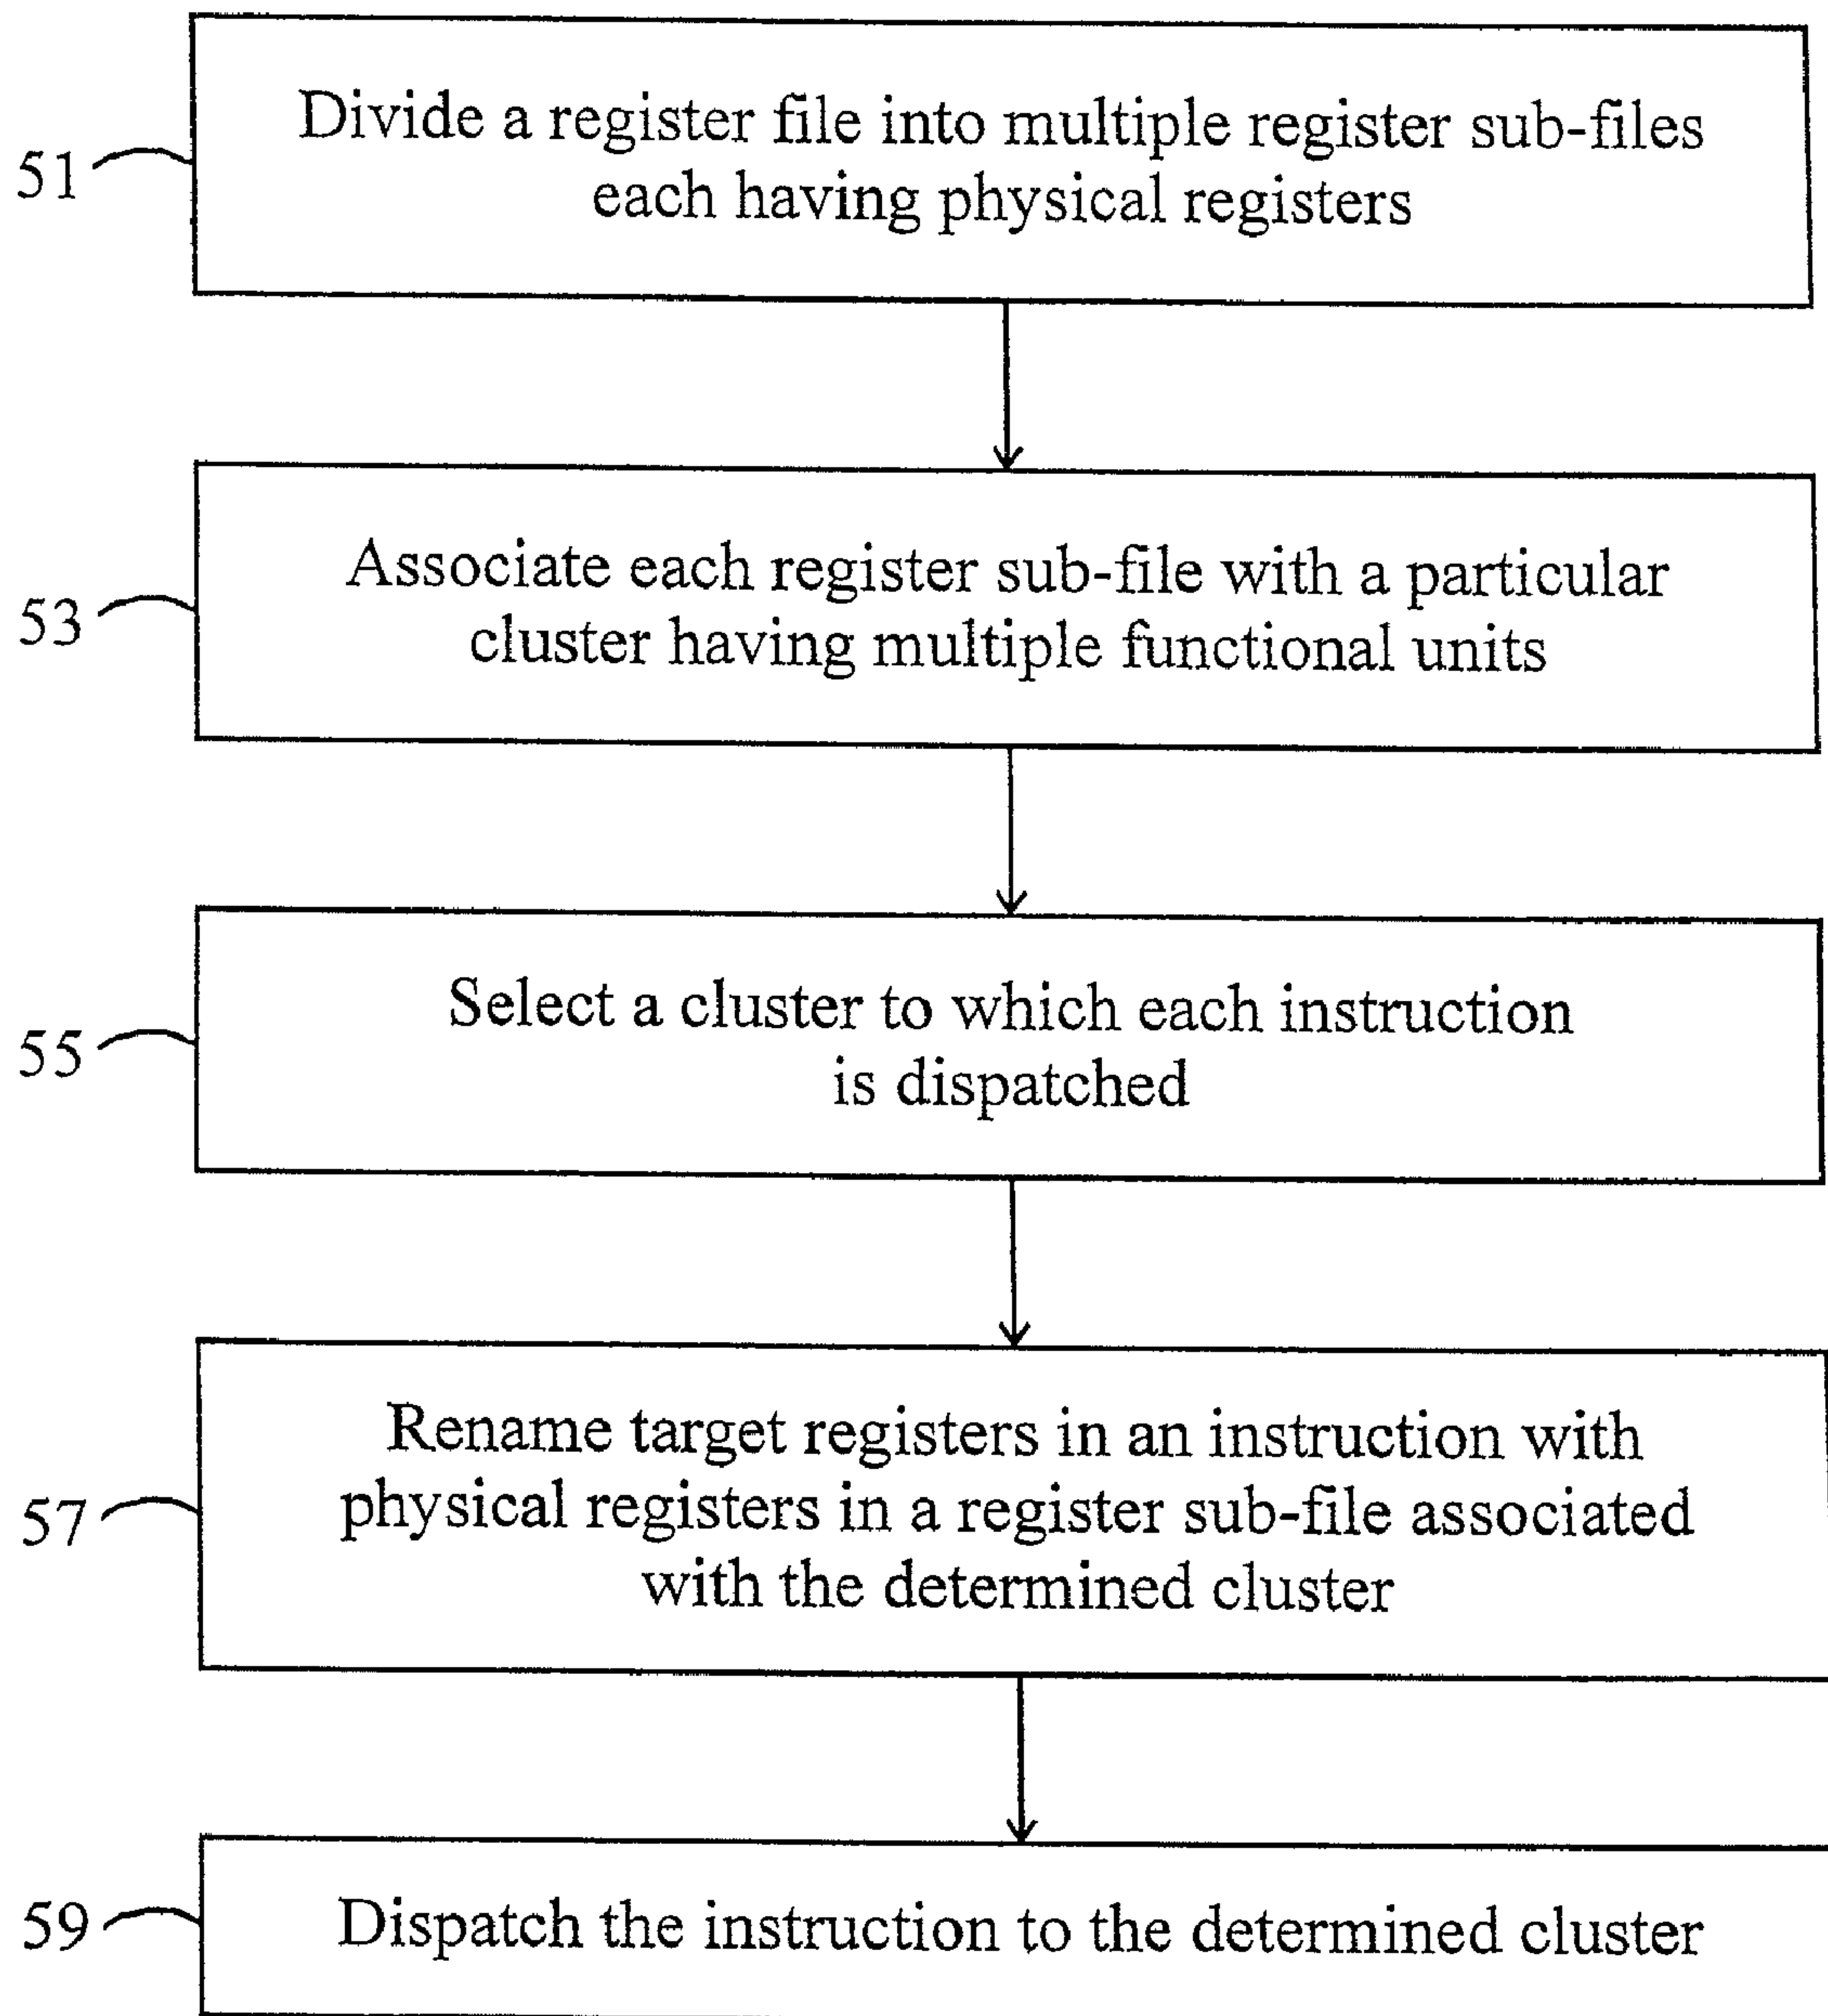 Divide a register file into multiple register sub-files
51
each having physical registers
Associate each register sub-file with a particular
53
cluster having multiple functional units
Select a cluster to which each instruction
55
is dispatched
Rename target registers in an instruction with
57
physical registers in a register sub-file associated
with the determined cluster
59
Dispatch the instruction to the determined cluster